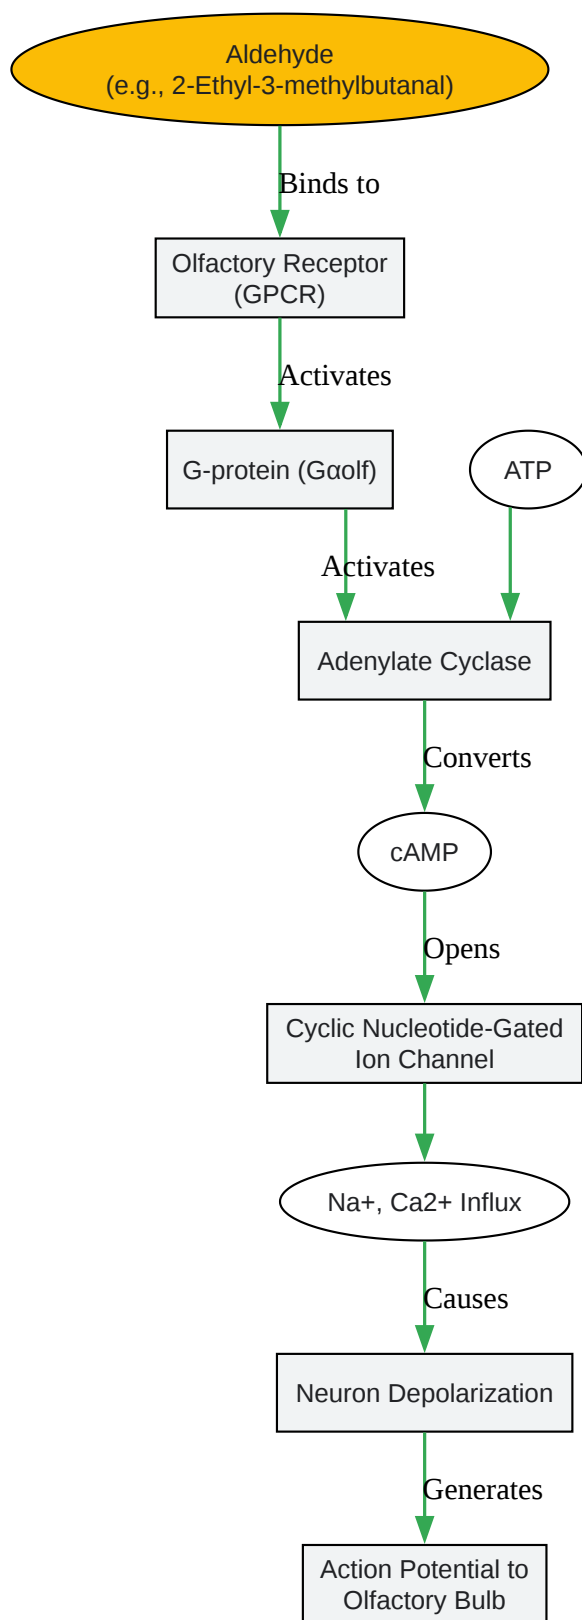 Aldehyde
(e.g., 2-Ethyl-3-methylbutanal)
Binds to
Olfactory Receptor
(GPCR)
Activates
G-protein (Gαolf)
ATP
Activates
Adenylate Cyclase
Converts
cAMP
Opens
Cyclic Nucleotide-Gated
Ion Channel
Na+, Ca2+ Influx
Causes
Neuron Depolarization
Generates
Action Potential to
Olfactory Bulb